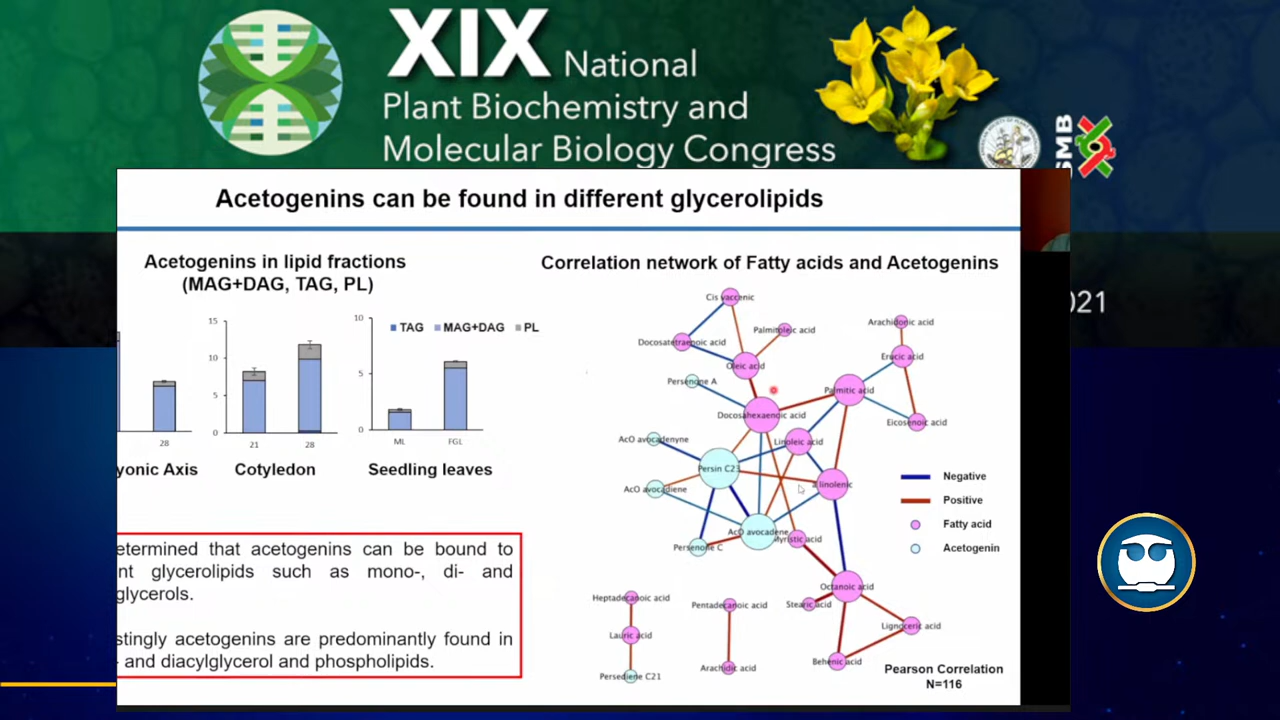 XIX National
Plant Biochemistry and
Molecular Biology Congress
SMB
021
Acetogenins can be found in different glycerolipids
Acetogenins in lipid fractions
(MAG+DAG, TAG, PL)
15
10
5
0
10
5
0
TAG
MAG+DAG
PL
28
21
28
ML
FGL
yonic Axis
Cotyledon
Seedling leaves
etermined that acetogenins can be bound to
nt glycerolipids such as mono-, di- and
glycerols.
stingly acetogenins are predominantly found in
- and diacylglycerol and phospholipids.
Correlation network of Fatty acids and Acetogenins
Cis vaccenic
Palmitoleic acid
Arachidonic acid
Docosatetraenoic acid
Erucic acid
Oleic acid
Persenone A
Palmitic acid
Docosahexaenoic acid
Eicosenoic acid
AcO avocadenyne
Linoleic acid
Persin C23
a linolenic
AcO avocadiene
AcO avocadene
Myristic acid
Persenone C
Octanoic acid
Heptadecanoic acid
Pentadecanoic acid
Stearic acid
Lignoceric acid
Lauric acid
Behenic acid
Arachidic acid
Persediene C21
Negative
Positive
Fatty acid
Acetogenin
Pearson Correlation
N=116